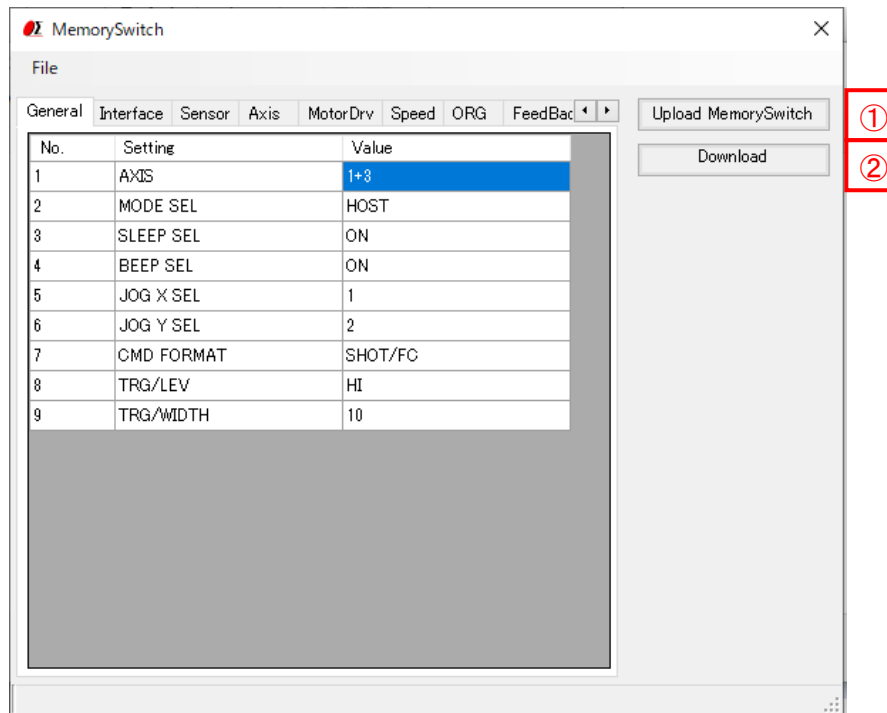 MemorySwitch
File
General Interface Sensor Axis MotorDrv Speed ORG FeedBac
Upload MemorySwitch ①
Download ②
No. Setting Value
1 AXIS 1+3
2 MODE SEL HOST
3 SLEEP SEL ON
4 BEEP SEL ON
5 JOG X SEL 1
6 JOG Y SEL 2
7 CMD FORMAT SHOT/FC
8 TRG/LEV HI
9 TRG/WIDTH 10